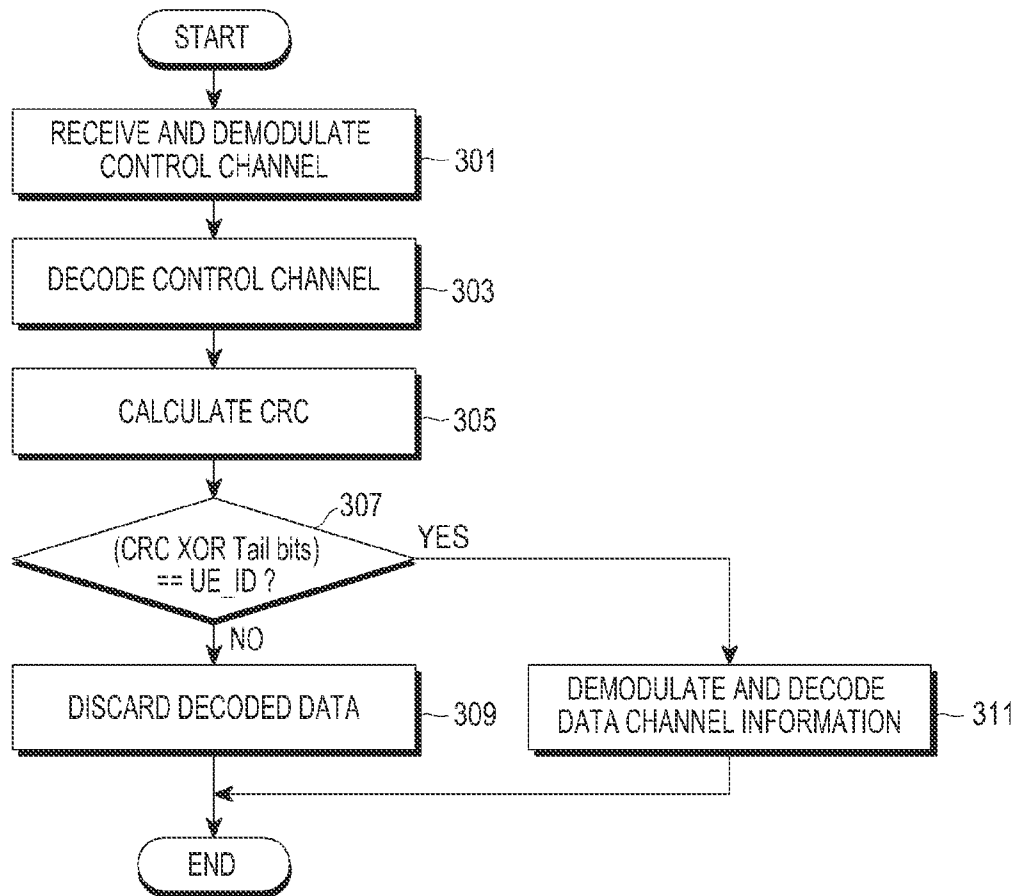 START
RECEIVE AND DEMODULATE
CONTROL CHANNEL
301
DECODE CONTROL CHANNEL
303
CALCULATE CRC
305
307
(CRC XOR Tail bits)
== UE_ID ?
YES
NO
DISCARD DECODED DATA
309
DEMODULATE AND DECODE
DATA CHANNEL INFORMATION
311
END